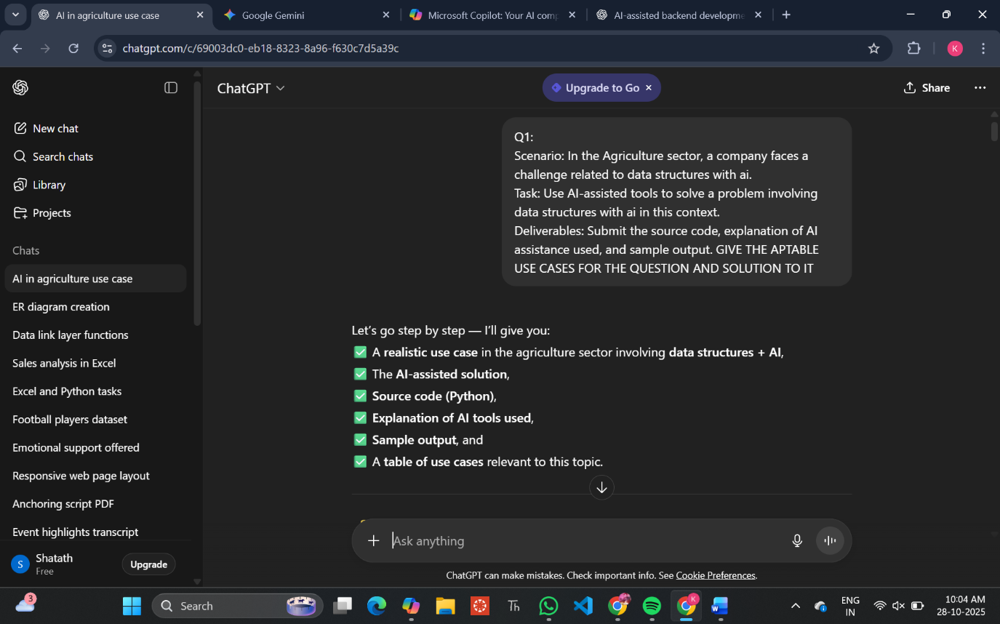 AI in agriculture use case
Google Gemini
Microsoft Copilot: Your AI comp
AI-assisted backend developme
chatgpt.com/c/69003dc0-eb18-8323-8a96-f630c7d5a39c
K
ChatGPT
Upgrade to Go
Share
New chat
Search chats
Library
Projects
Chats
AI in agriculture use case
ER diagram creation
Data link layer functions
Sales analysis in Excel
Excel and Python tasks
Football players dataset
Emotional support offered
Responsive web page layout
Anchoring script PDF
Event highlights transcript
S
Shatath
Free
Upgrade
Q1:
Scenario: In the Agriculture sector, a company faces a
challenge related to data structures with ai.
Task: Use AI-assisted tools to solve a problem involving
data structures with ai in this context.
Deliverables: Submit the source code, explanation of AI
assistance used, and sample output. GIVE THE APTABLE
USE CASES FOR THE QUESTION AND SOLUTION TO IT
Let's go step by step — I'll give you:
✅ A realistic use case in the agriculture sector involving data structures + AI,
✅ The AI-assisted solution,
✅ Source code (Python),
✅ Explanation of AI tools used,
✅ Sample output, and
✅ A table of use cases relevant to this topic.
Ask anything
ChatGPT can make mistakes. Check important info. See Cookie Preferences.
3
Search
Th
K
W
ENG
IN
10:04 AM
28-10-2025